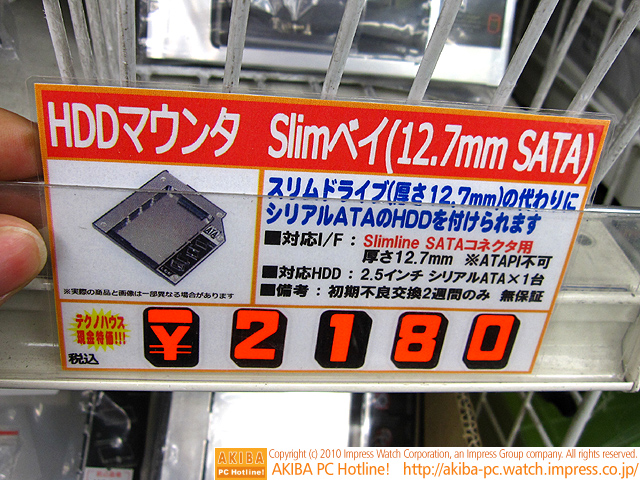 HDDマウンタ Slimベイ(12.7mm SATA)
スリムドライブ(厚さ12.7mm)の代わりに
シリアルATAのHDDを付けられます
■対応I/F：Slimline SATAコネクタ用
厚さ12.7mm ※ATAPI不可
■対応HDD：2.5インチ シリアルATA×1台
■備考：初期不良交換2週間のみ 無保証
※実際の商品と画像は一部異なる場合があります
テクノハウス
現金特価!!!
税込
¥2180
AKIBA
PC Hotline!
Copyright (c) 2010 Impress Watch Corporation, an Impress Group company. All rights reserved.
AKIBA PC Hotline! http://akiba-pc.watch.impress.co.jp/